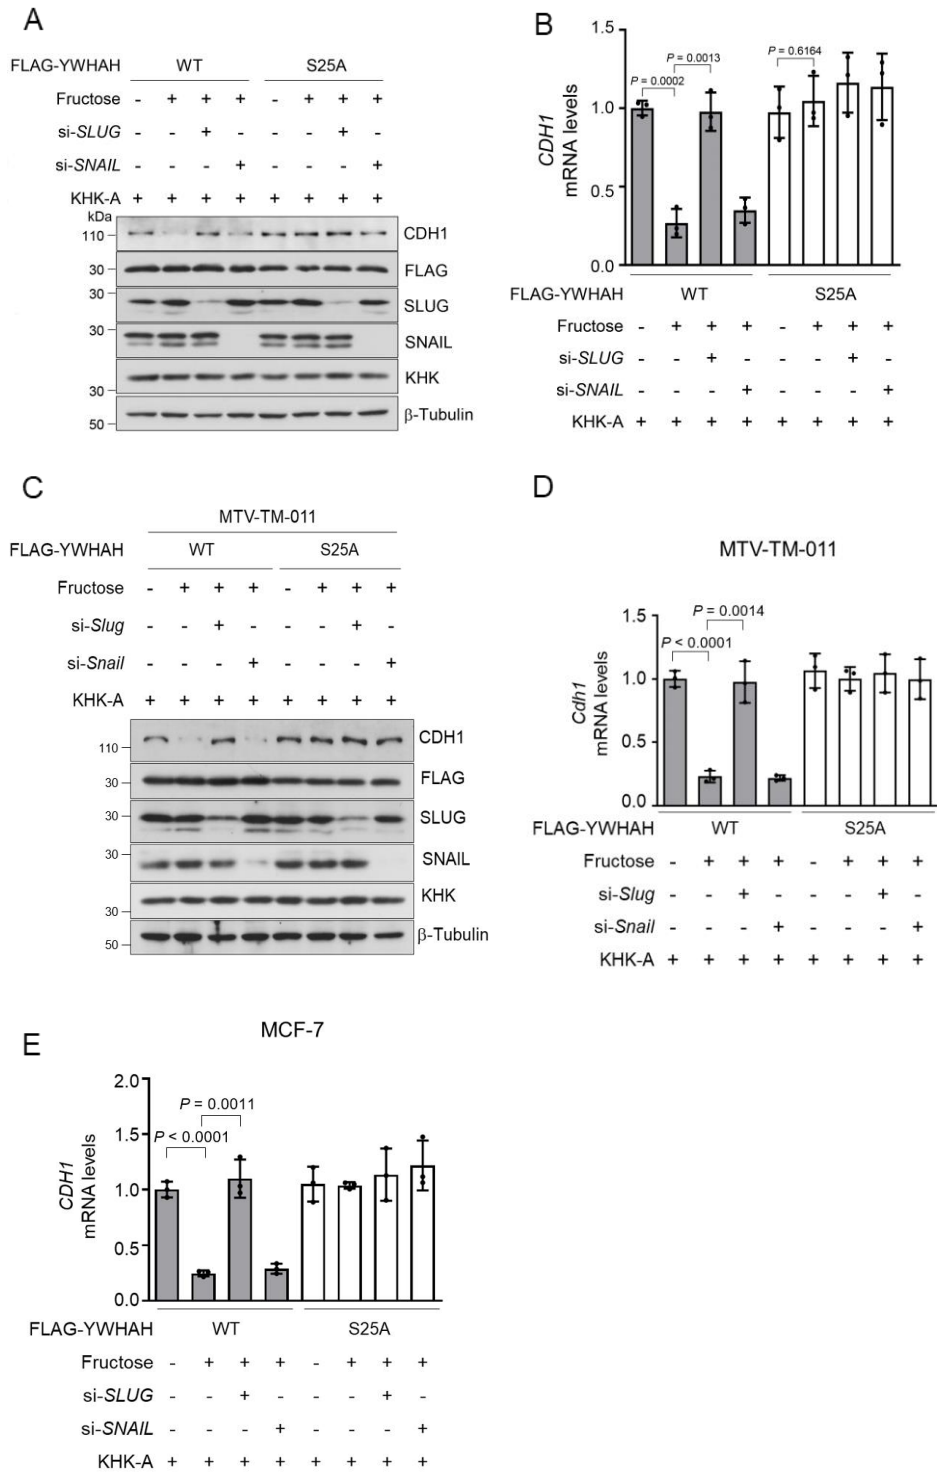 A
FLAG-YWHAH WT S25A
Fructose - + + + - + + +
si-SLUG - - + - - - + -
si-SNAIL - - - + - - - +
KHK-A + + + + + + + +
kDa
110 CDH1
30 FLAG
30 SLUG
30 SNAIL
30 KHK
50 β-Tubulin
B
1.5
1.0
0.5
0.0
CDH1
mRNA levels
P = 0.0013
P = 0.0002
P = 0.6164
FLAG-YWHAH WT S25A
Fructose - + + + - + + +
si-SLUG - - + - - - + -
si-SNAIL - - - + - - - +
KHK-A + + + + + + + +
C
MTV-TM-011
FLAG-YWHAH WT S25A
Fructose - + + + - + + +
si-Slug - - + - - - + -
si-Snail - - - + - - - +
KHK-A + + + + + + + +
110 CDH1
30 FLAG
30 SLUG
30 SNAIL
30 KHK
50 β-Tubulin
D
MTV-TM-011
1.5
1.0
0.5
0.0
Cdh1
mRNA levels
P = 0.0014
P < 0.0001
FLAG-YWHAH WT S25A
Fructose - + + + - + + +
si-Slug - - + - - - + -
si-Snail - - - + - - - +
KHK-A + + + + + + + +
E
MCF-7
2.0
1.5
1.0
0.5
0.0
CDH1
mRNA levels
P = 0.0011
P < 0.0001
FLAG-YWHAH WT S25A
Fructose - + + + - + + +
si-SLUG - - + - - - + -
si-SNAIL - - - + - - - +
KHK-A + + + + + + + +